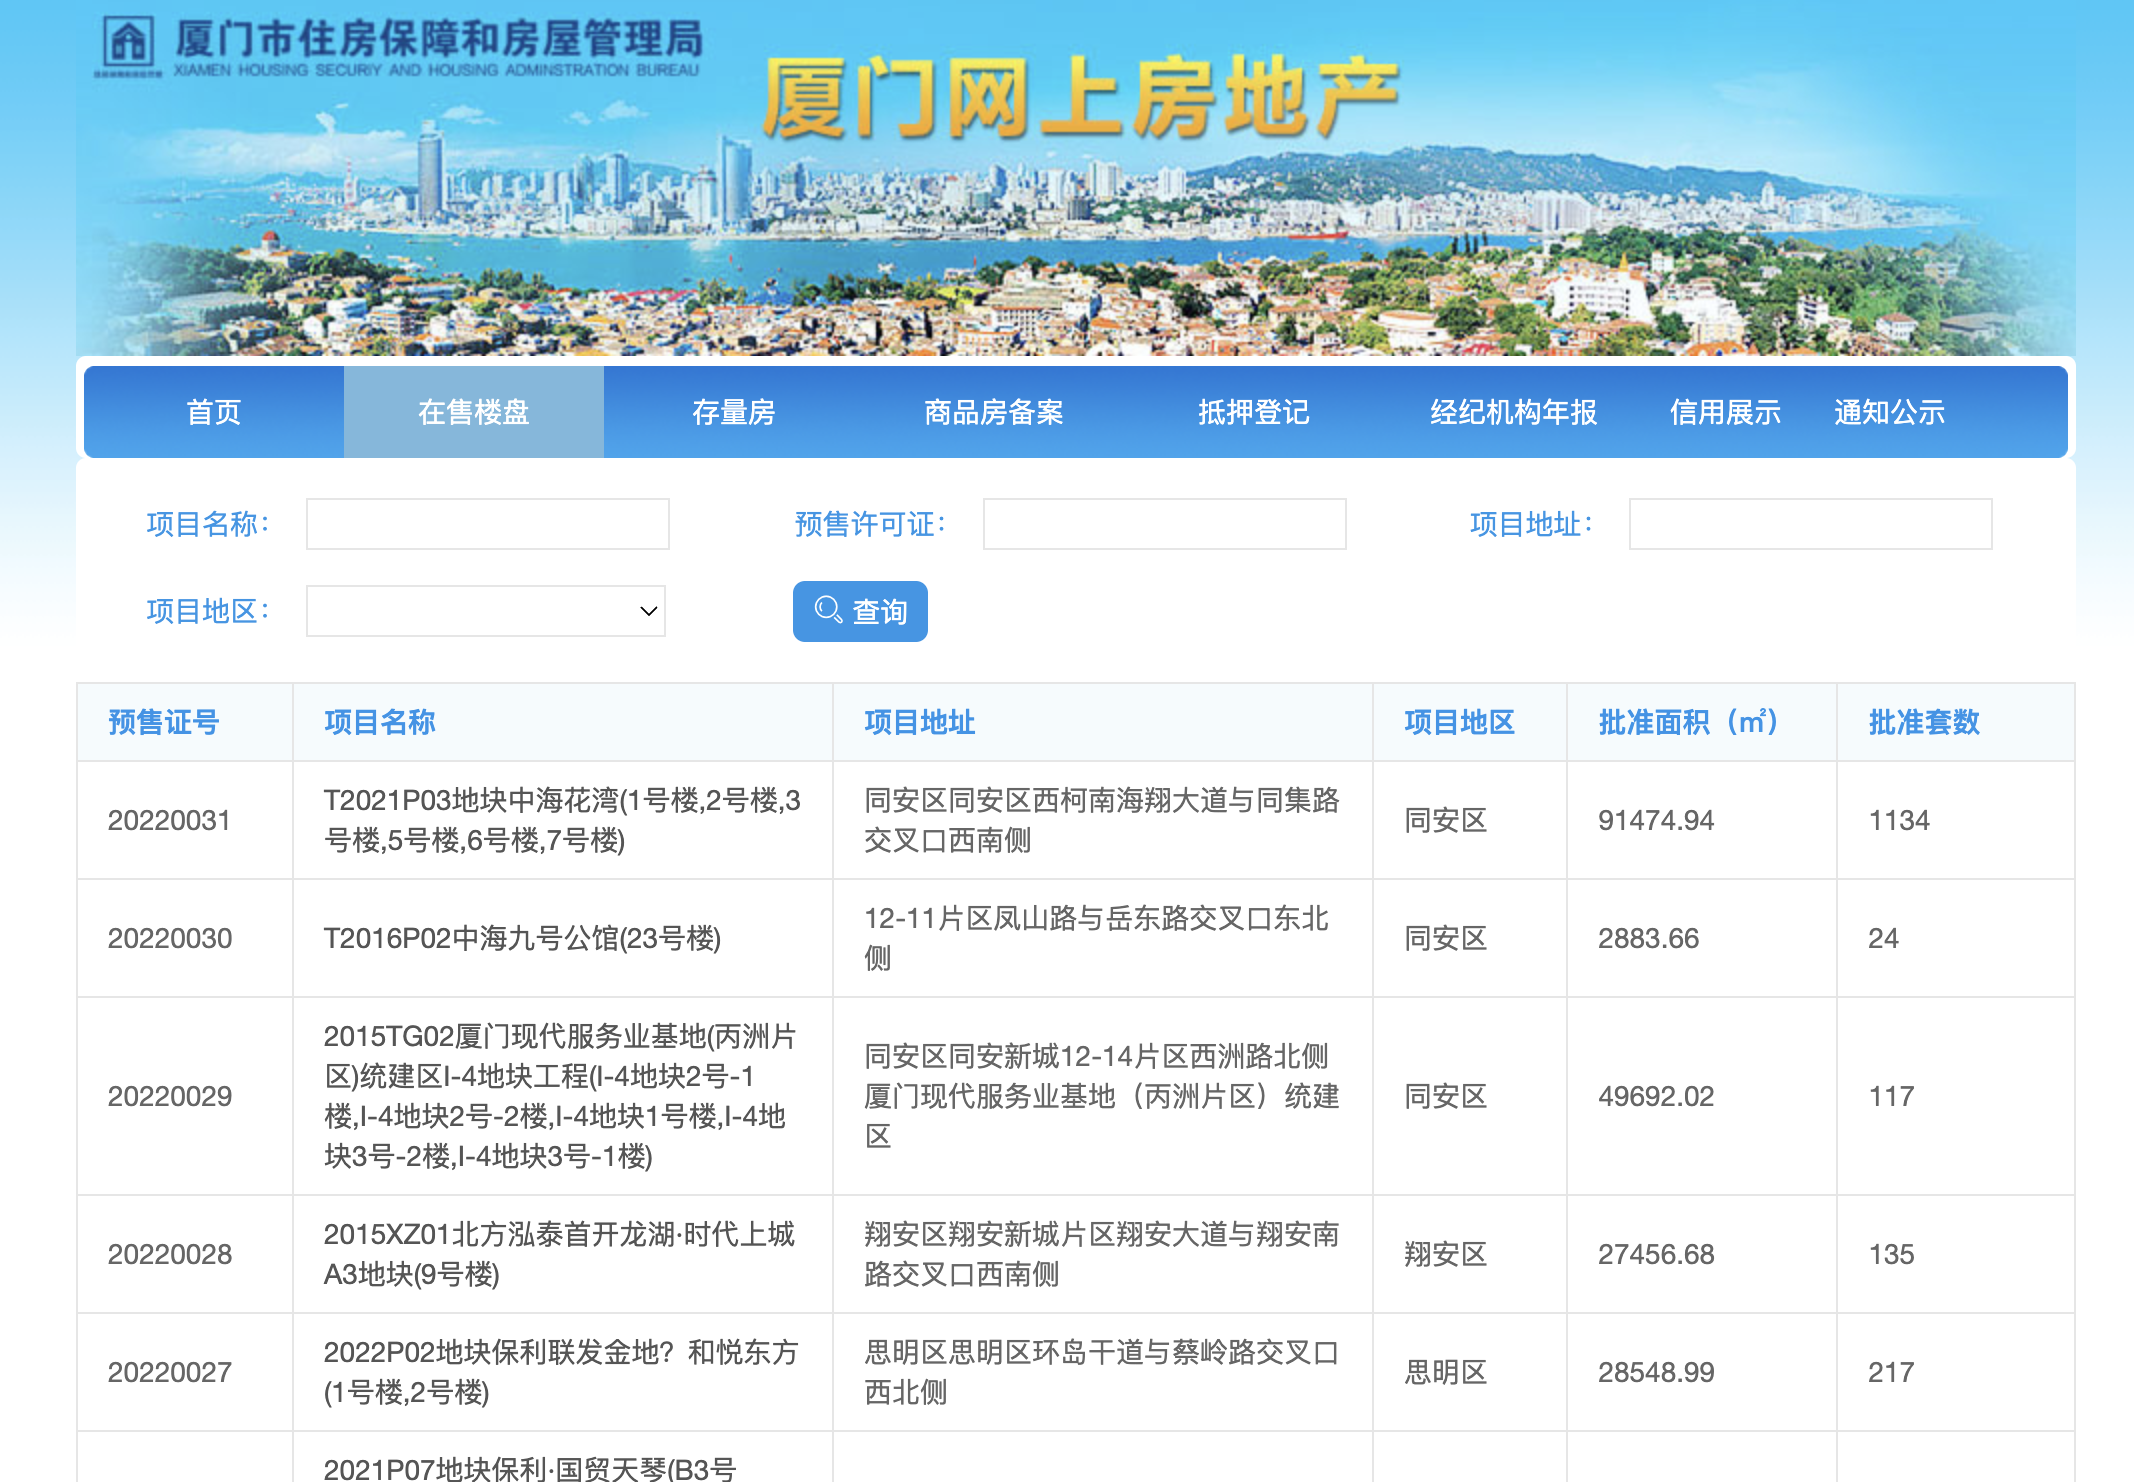 厦门市住房保障和房屋管理局
XIAMEN HOUSING SECURIY AND HOUSING ADMINSTRATION BUREAU
厦门网上房地产
首页 在售楼盘 存量房 商品房备案 抵押登记 经纪机构年报 信用展示 通知公示
项目名称： 预售许可证： 项目地址：
项目地区： 查询
预售证号 项目名称 项目地址 项目地区 批准面积（㎡） 批准套数
20220031
T2021P03地块中海花湾(1号楼,2号楼,3
号楼,5号楼,6号楼,7号楼)
同安区同安区西柯南海翔大道与同集路
交叉口西南侧
同安区
91474.94
1134
20220030
T2016P02中海九号公馆(23号楼)
12-11片区凤山路与岳东路交叉口东北
侧
同安区
2883.66
24
20220029
2015TG02厦门现代服务业基地(丙洲片
区)统建区I-4地块工程(I-4地块2号-1
楼,I-4地块2号-2楼,I-4地块1号楼,I-4地
块3号-2楼,I-4地块3号-1楼)
同安区同安新城12-14片区西洲路北侧
厦门现代服务业基地（丙洲片区）统建
区
同安区
49692.02
117
20220028
2015XZ01北方泓泰首开龙湖·时代上城
A3地块(9号楼)
翔安区翔安新城片区翔安大道与翔安南
路交叉口西南侧
翔安区
27456.68
135
20220027
2022P02地块保利联发金地？和悦东方
(1号楼,2号楼)
思明区思明区环岛干道与蔡岭路交叉口
西北侧
思明区
28548.99
217
2021P07地块保利·国贸天琴(B3号